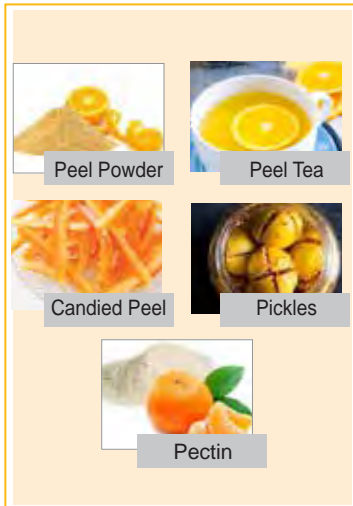 Peel Powder
Peel Tea
Candied Peel
Pickles
Pectin